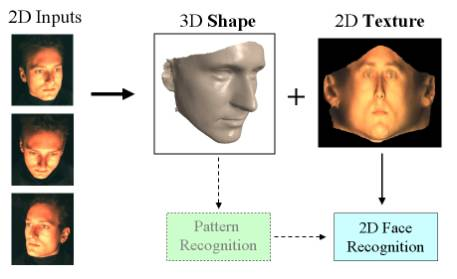 2D Inputs
3D Shape
2D Texture
+
Pattern
Recognition
2D Face
Recognition